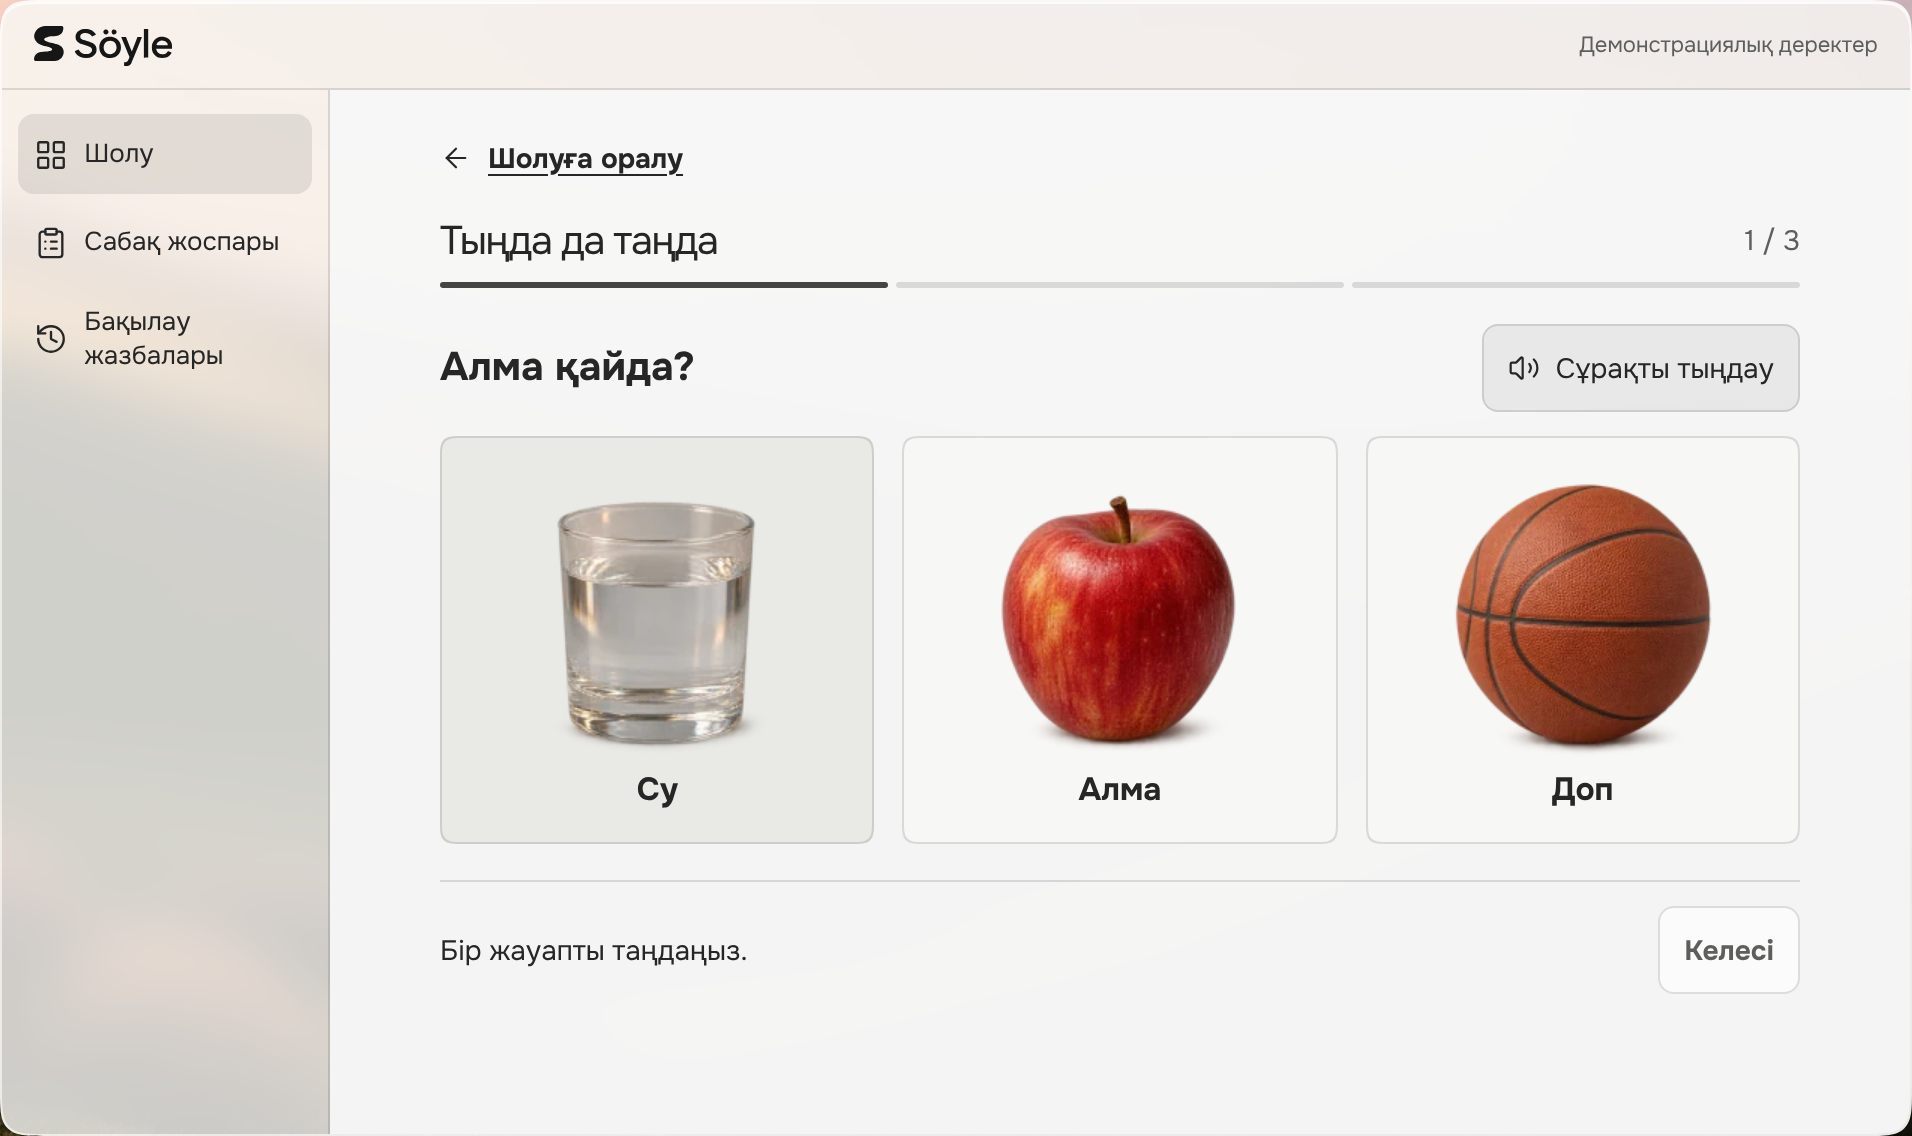 Söyle
Демонстрациялық деректер
Шолу
Сабақ жоспары
Бақылау
жазбалары
Шолуға оралу
Тыңда да таңда
1 / 3
Алма қайда?
Сұрақты тыңдау
Су
Алма
Доп
Бір жауапты таңдаңыз.
Келесі